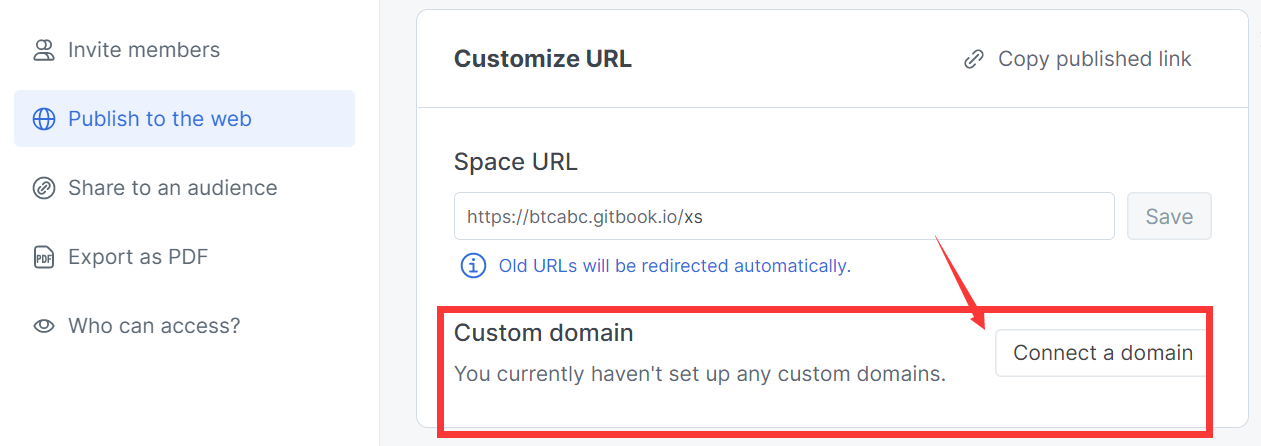 Invite members
Publish to the web
Share to an audience
PDF
Export as PDF
Who can access?
Customize URL
Copy published link
Space URL
https://btcabc.gitbook.io/xs
Save
Old URLs will be redirected automatically.
Custom domain
Connect a domain
You currently haven't set up any custom domains.